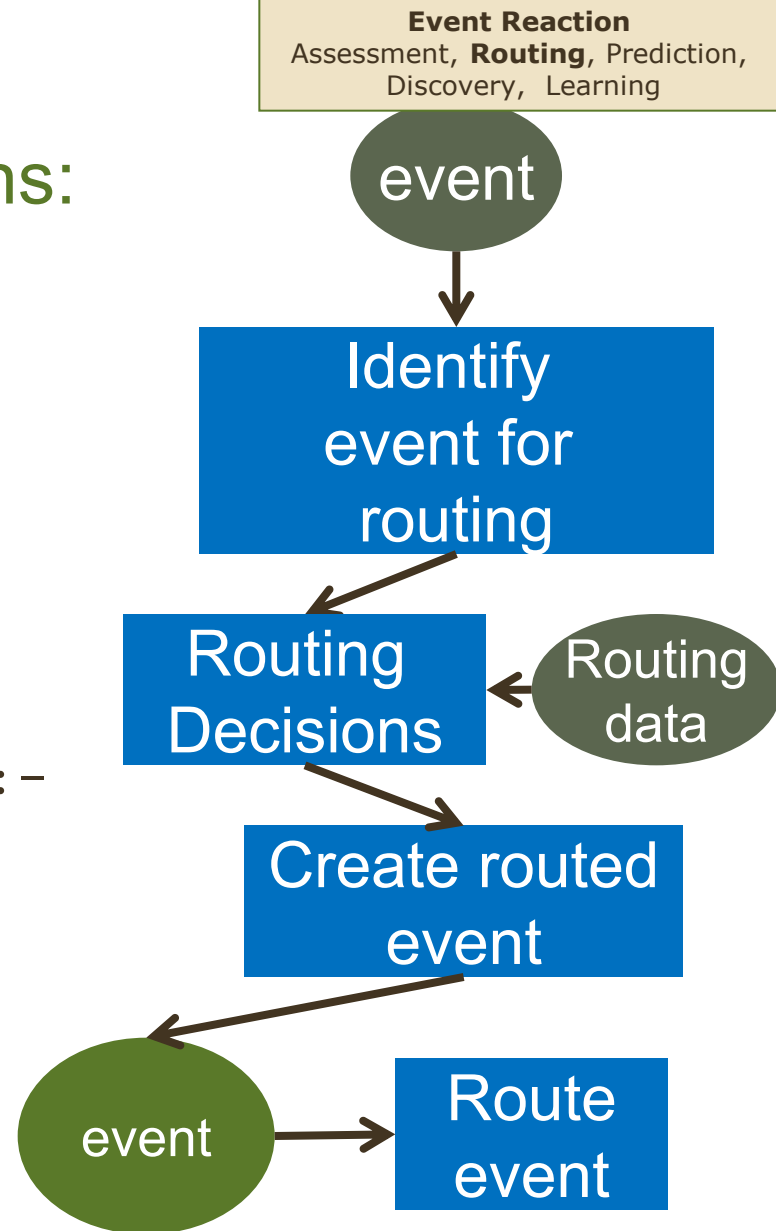 Event Reaction
Assessment, Routing, Prediction,
Discovery, Learning
ns:
event
Identify
event for
routing
Routing
Decisions
Routing
data
: –
Create routed
event
event
Route
event